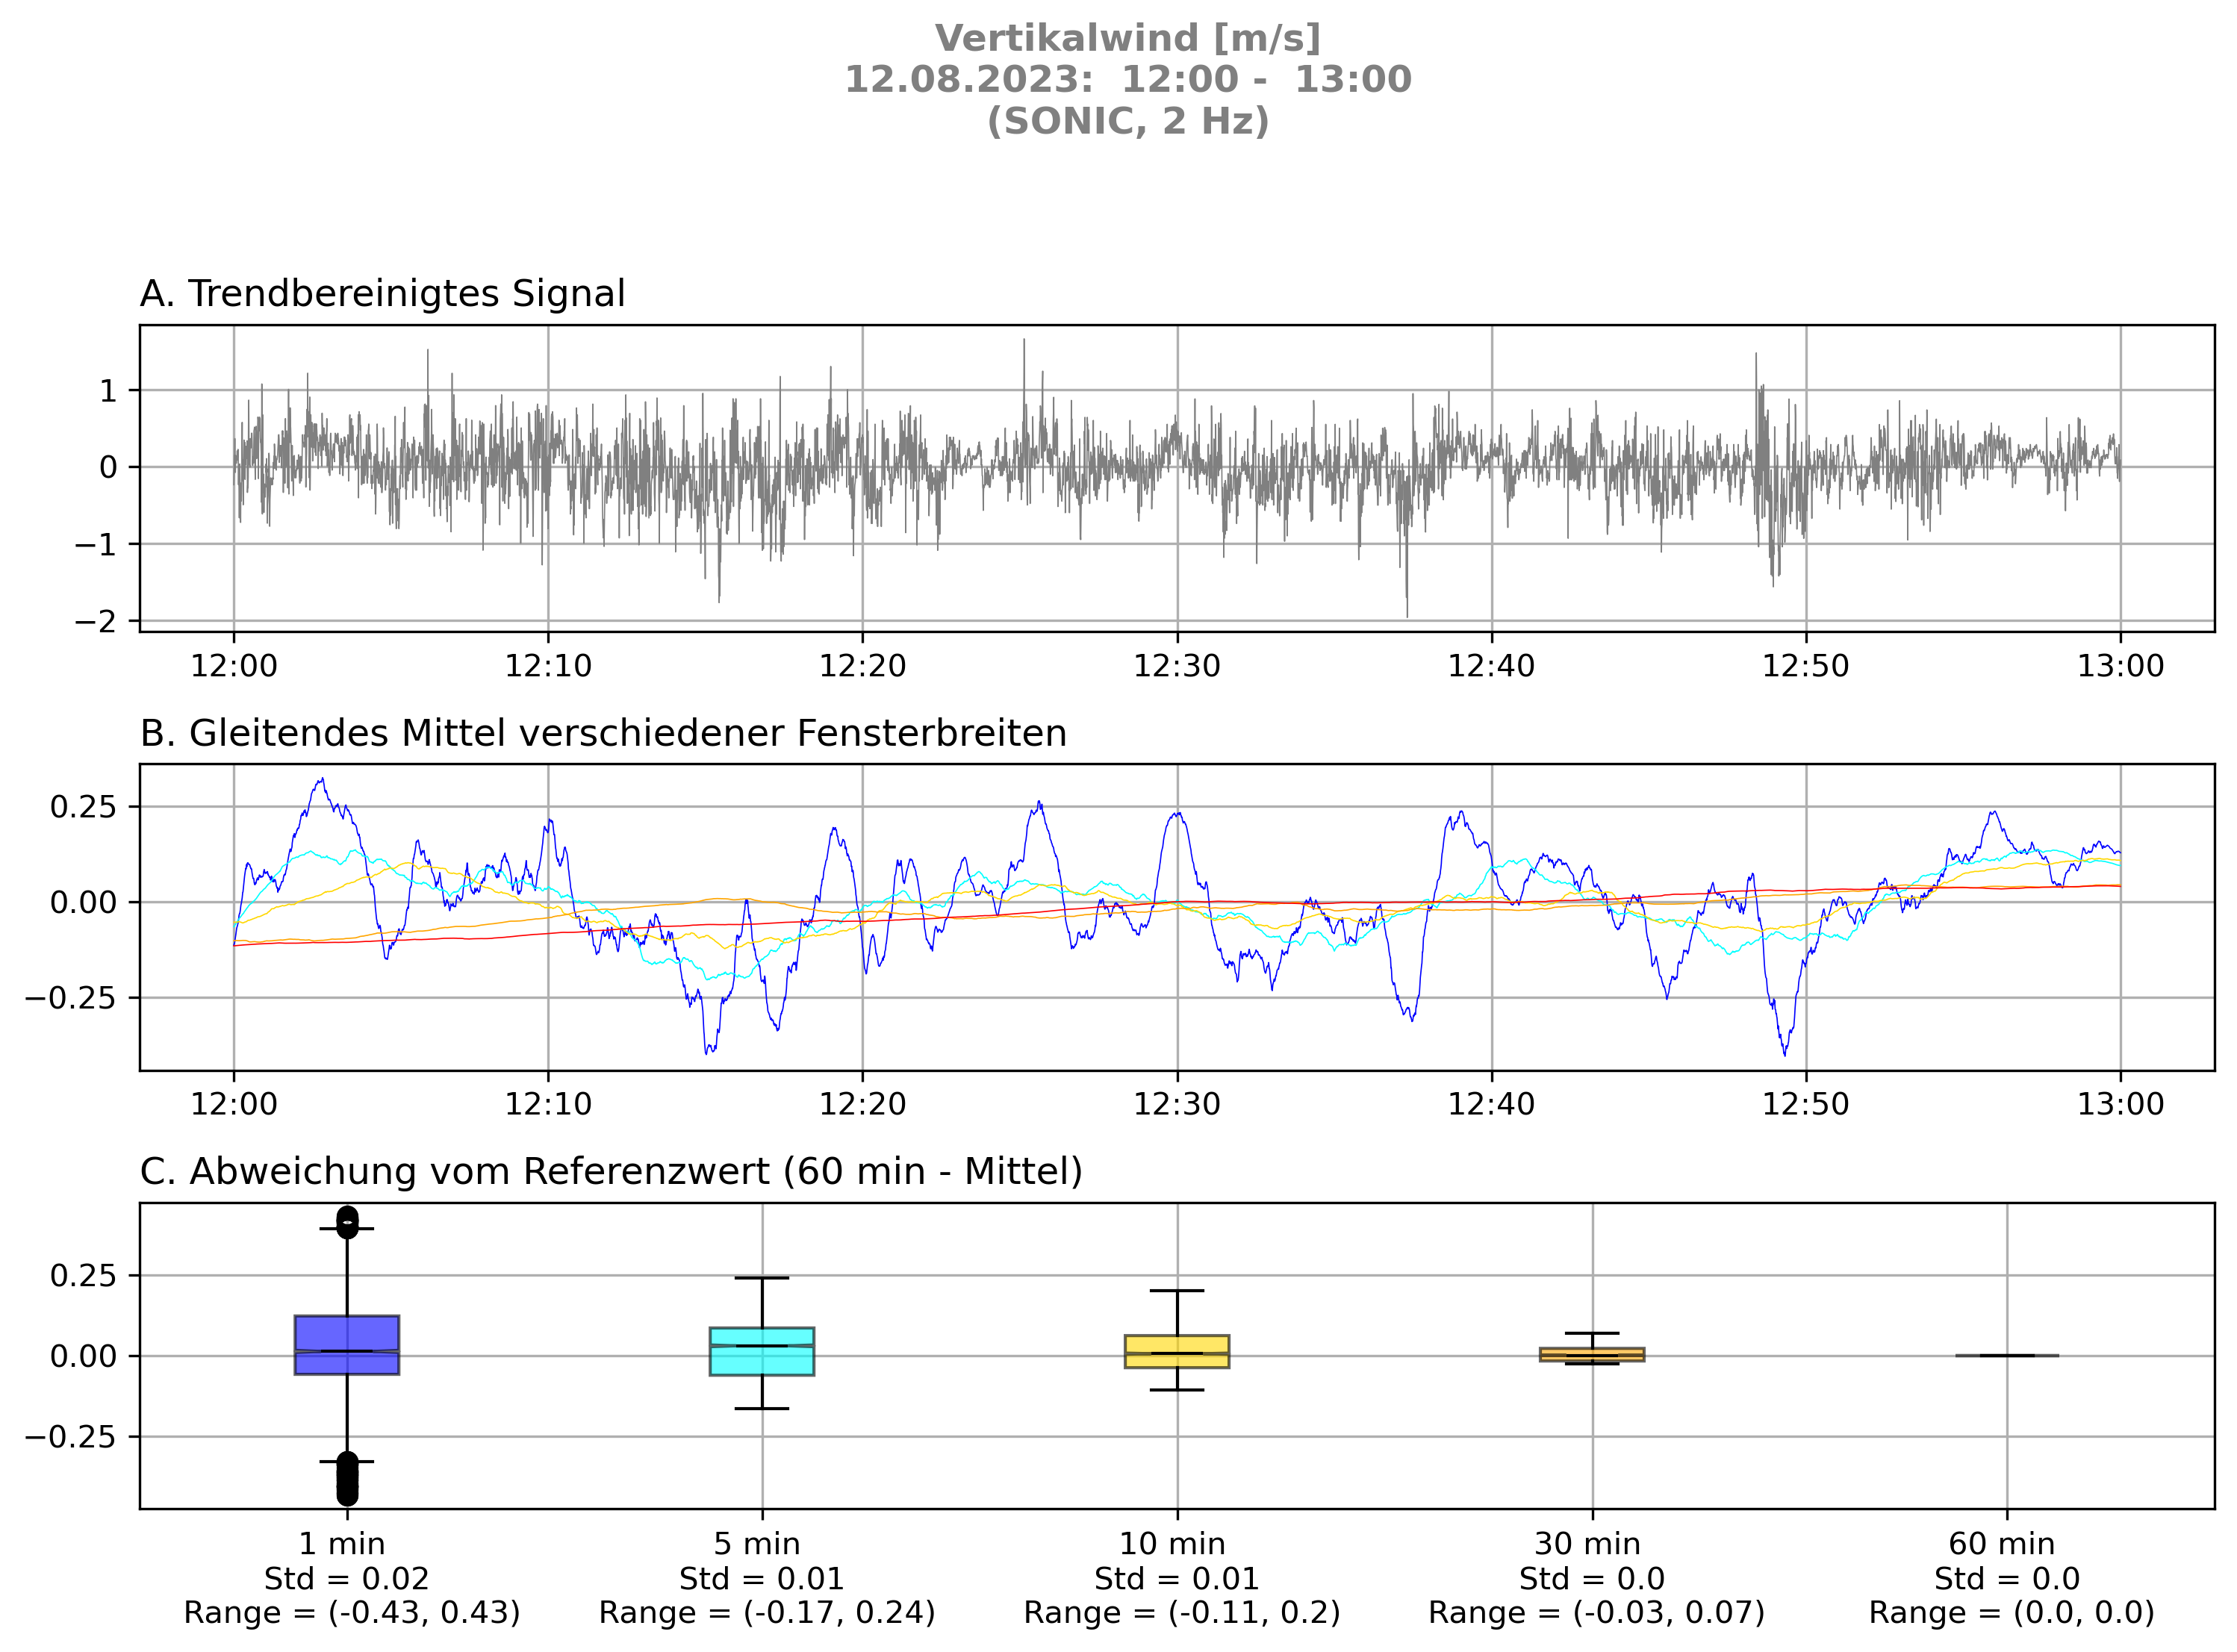 Vertikalwind [m/s]
12.08.2023:  12:00 -  13:00
(SONIC, 2 Hz)
A. Trendbereinigtes Signal
1
0
−1
−2
12:00 12:10 12:20 12:30 12:40 12:50 13:00
B. Gleitendes Mittel verschiedener Fensterbreiten
0.25
0.00
−0.25
12:00 12:10 12:20 12:30 12:40 12:50 13:00
C. Abweichung vom Referenzwert (60 min - Mittel)
0.25
0.00
−0.25
1 min 5 min 10 min 30 min 60 min
Std = 0.02 Std = 0.01 Std = 0.01 Std = 0.0 Std = 0.0
Range = (-0.43, 0.43) Range = (-0.17, 0.24) Range = (-0.11, 0.2) Range = (-0.03, 0.07) Range = (0.0, 0.0)